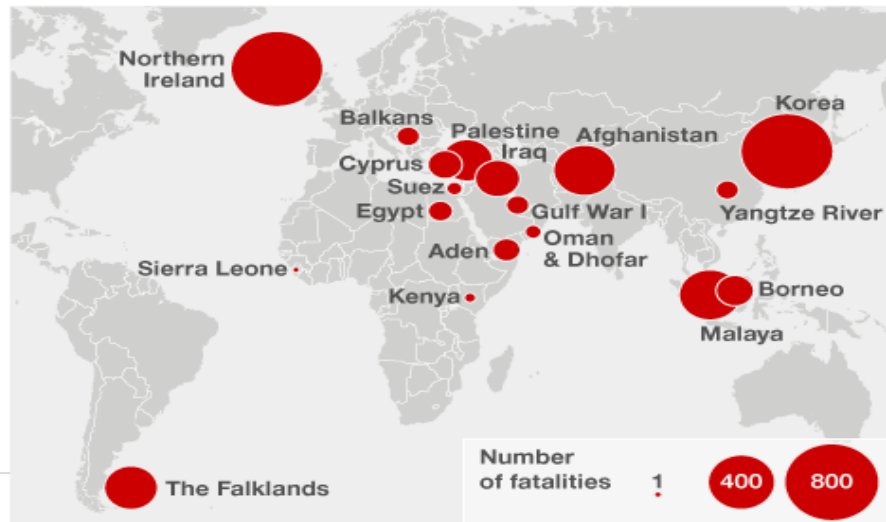 Northern
Ireland
Korea
Balkans
Palestine
Afghanistan
Iraq
Cyprus
Suez
Egypt
Gulf War I
Yangtze River
Oman
& Dhofar
Aden
Sierra Leone
Kenya
Borneo
Malaya
The Falklands
Number
of fatalities
1
400
800